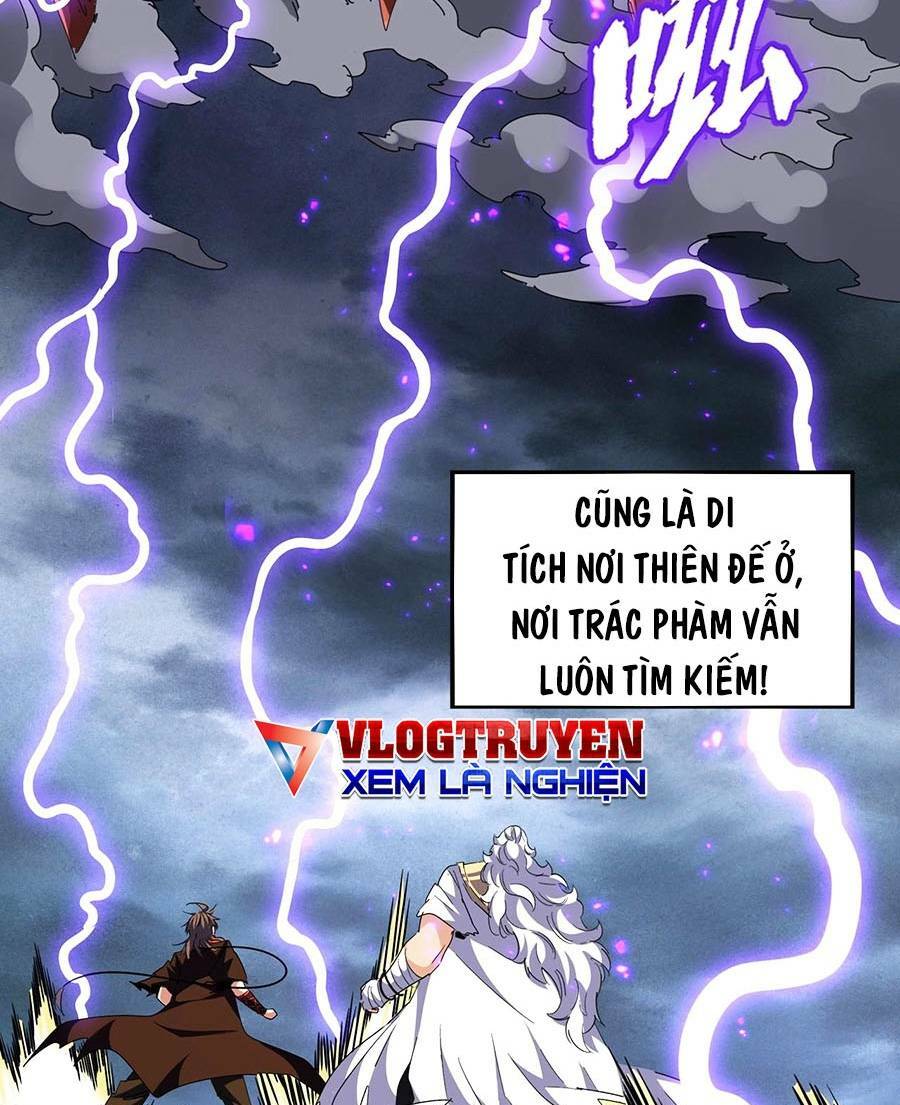 CŨNG LÀ DI
TÍCH NƠI THIÊN ĐẾ Ở,
NƠI TRÁC PHÀM VẪN
LUÔN TÌM KIẾM!
VLOGTRUYEN
XEM LÀ NGHIỆN